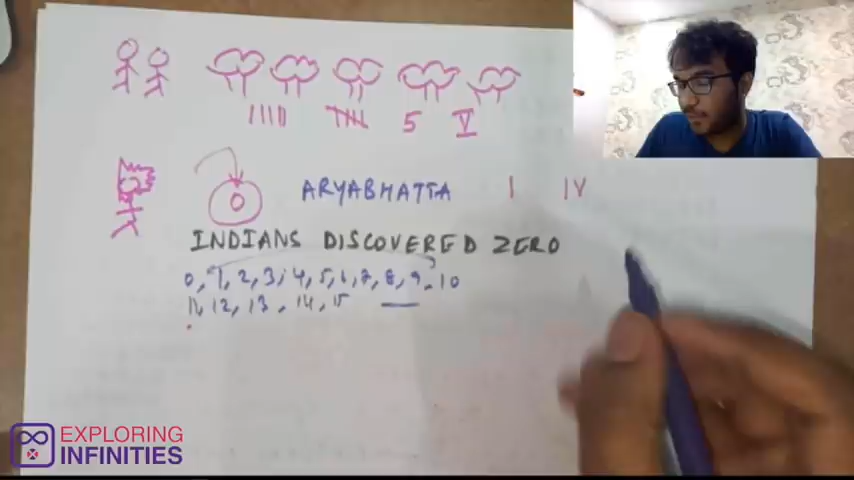 5 V
0 ARYABHATTA I IV
INDIANS DISCOVERED ZERO
0, 1, 2, 3, 4, 5, 6, 7, 8, 9, 10
11, 12, 13, 14, 15
EXPLORING
INFINITIES